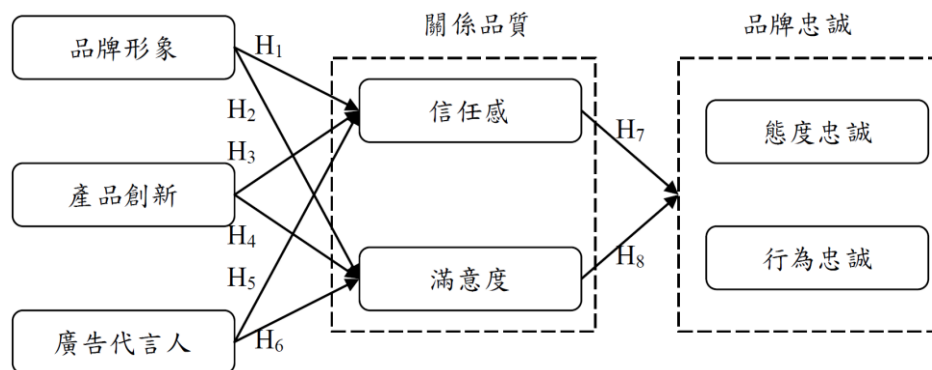 關係品質
品牌忠誠
品牌形象
H1
信任感
態度忠誠
H2
H7
H3
產品創新
H4
滿意度
行為忠誠
H8
H5
廣告代言人
H6